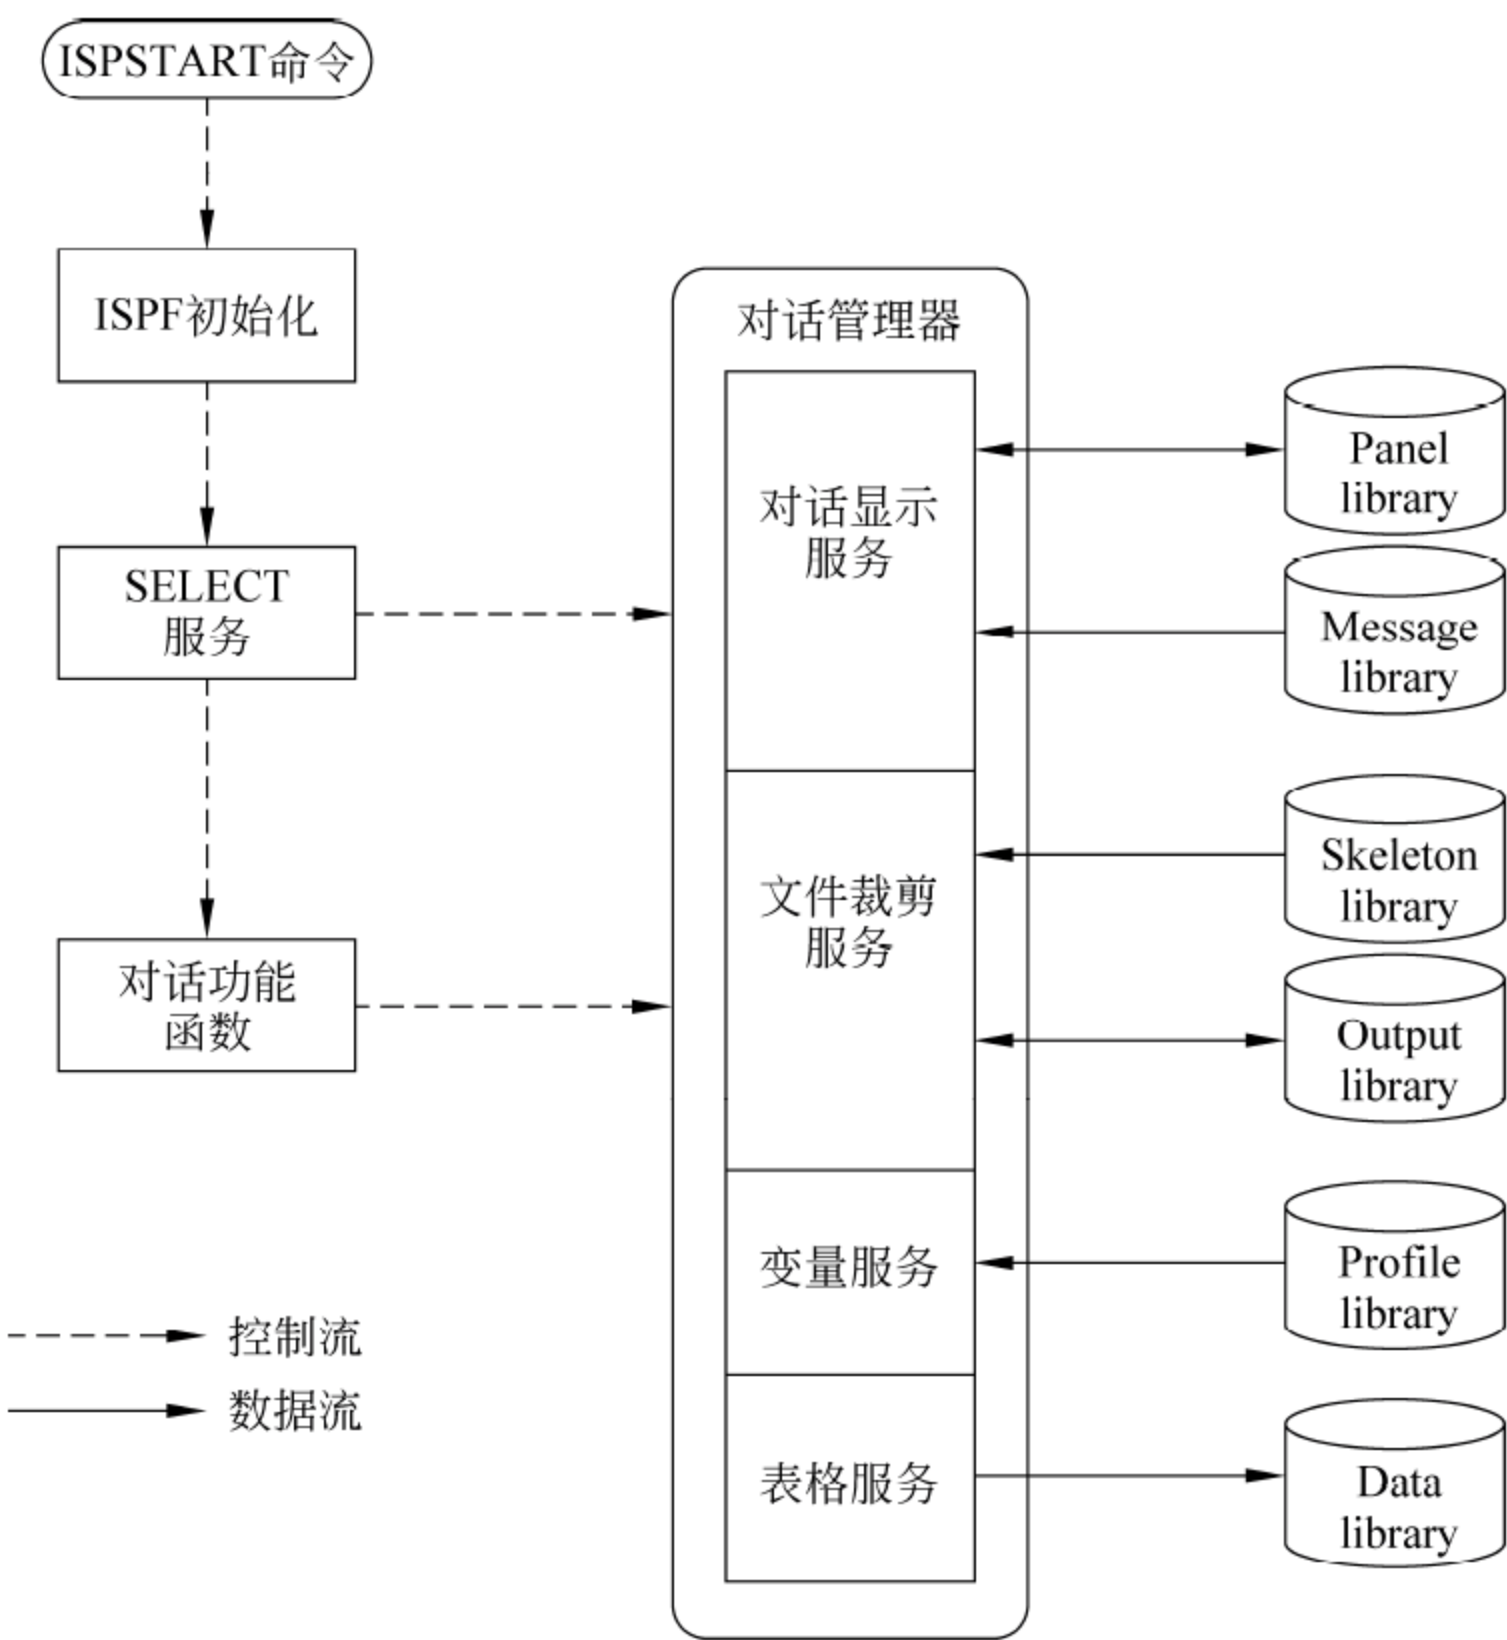 ISPSTART命令
ISPF初始化
SELECT
服务
对话功能
函数
控制流
数据流
对话管理器
对话显示
服务
文件裁剪
服务
变量服务
表格服务
Panel
library
Message
library
Skeleton
library
Output
library
Profile
library
Data
library